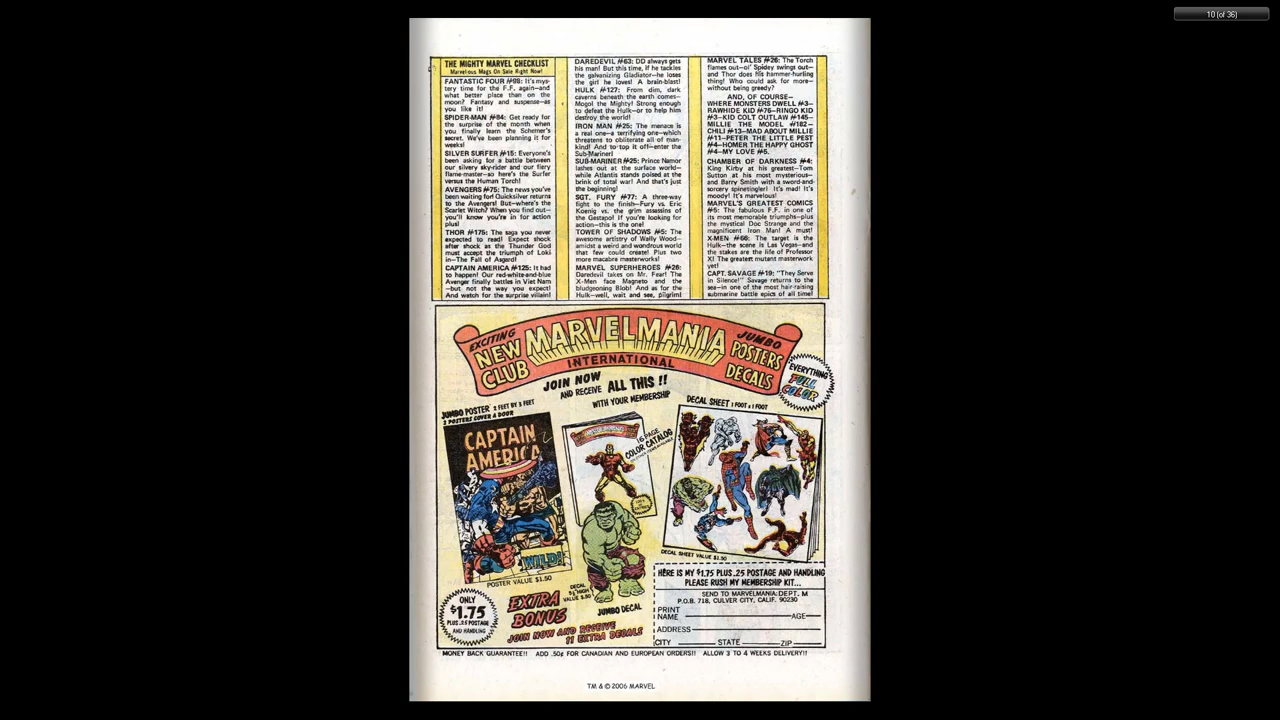 10 (of 36)
THE MIGHTY MARVEL CHECKLIST
Marvelous Mags On Sale Right Now!
FANTASTIC FOUR #98: It's mys-
tery time for the F.F. again—and
what better place than on the
moon? Fantasy and suspense—as
you like it!
SPIDER-MAN #84: Get ready for
the surprise of the month when
you finally learn the Schemer's
secret. We've been planning it for
weeks!
SILVER SURFER #15: Everyone's
been asking for a battle between
our silvery sky-rider and our fiery
flame-master—so here's the Surfer
versus the Human Torch!
AVENGERS #75: The news you've
been waiting for! Quicksilver returns
to the Avengers! But—where's the
Scarlet Witch? When you find out—
you'll know you're in for action
plus!
THOR #175: The saga you never
expected to read! Expect shock
after shock as the Thunder God
must accept the triumph of Loki—
in—The Fall of Asgard!
CAPTAIN AMERICA #125: It had
to happen! Our red-white-and-blue
Avenger finally battles in Viet Nam
—but not the way you expect!
And watch for the surprise villain!
DAREDEVIL #63: DD always gets
his man! But this time, if he tackles
the galvanizing Gladiator—he loses
the girl he loves! A brain-blast!
HULK #127: From dim, dark
caverns beneath the earth comes—
Mogol the Mighty! Strong enough
to defeat the Hulk—or to help him
destroy the world!
IRON MAN #25: The menace is
a real one—a terrifying one—which
threatens to obliterate all of man-
kind! And to top it off—enter the
Sub-Mariner!
SUB-MARINER #25: Prince Namor
lashes out at the surface world—
while Atlantis stands poised at the
brink of total war! And that's just
the beginning!
SGT. FURY #77: A three-way
fight to the finish—Fury vs. Eric
Koenig vs. the grim assassins of
the Gestapo! If you're looking for
action—this is the one!
TOWER OF SHADOWS #5: The
awesome artistry of Wally Wood—
amidst a weird and wondrous world
that few could create! Plus two
more macabre masterworks!
MARVEL SUPERHEROES #26:
Daredevil takes on Mr. Fear! The
X-Men face Magneto and the
bludgeoning Blob! And as for the
Hulk—well, wait and see, pilgrim!
MARVEL TALES #26: The Torch
flames out—ol' Spidey swings out—
and Thor does his hammer-hurling
thing! Who could ask for more—
without being greedy?
AND, OF COURSE—
WHERE MONSTERS DWELL #3—
RAWHIDE KID #76—RINGO KID
#3—KID COLT OUTLAW #145—
MILLIE THE MODEL #182—
CHILI #13—MAD ABOUT MILLIE
#11—PETER THE LITTLE PEST
#4—HOMER THE HAPPY GHOST
#4—MY LOVE #5.
CHAMBER OF DARKNESS #4:
King Kirby at his greatest—Tom
Sutton at his most mysterious—
and Barry Smith with a sword-and-
sorcery spinetingler! It's mad! It's
moody! It's marvelous!
MARVEL'S GREATEST COMICS
#5: The fabulous F.F. in one of
its most memorable triumphs—plus
the mystical Doc Strange and the
magnificent Iron Man! A must!
X-MEN #66: The target is the
Hulk—the scene is Las Vegas—and
the stakes are the life of Professor
X! The greatest mutant masterwork
yet!
CAPT. SAVAGE #19: "They Serve
in Silence!" Savage returns to the
sea—in one of the most hair-raising
submarine battle epics of all time!
EXCITING
NEW
CLUB
MARVELMANIA
INTERNATIONAL
JUMBO
POSTERS
DECALS
EVERYTHING
FULL
COLOR
JOIN NOW
AND RECEIVE ALL THIS !!
WITH YOUR MEMBERSHIP
JUMBO POSTER 2 FEET BY 3 FEET
2 POSTERS COVER A DOOR
DECAL SHEET 1 FOOT x 1 FOOT
CAPTAIN
AMERICA
WILD!
POSTER VALUE $1.50
16 PAGE
COLOR CATALOG
DECAL SHEET VALUE $1.50
ONLY
$1.75
PLUS .25 POSTAGE
AND HANDLING
EXTRA
BONUS
DECAL
VALUE $.50
JUMBO DECAL
JOIN NOW AND RECEIVE
11 EXTRA DECALS
HERE IS MY $1.75 PLUS .25 POSTAGE AND HANDLING
PLEASE RUSH MY MEMBERSHIP KIT...
SEND TO MARVELMANIA: DEPT. M
P.O.B. 718, CULVER CITY, CALIF. 90230
PRINT
NAME AGE
ADDRESS
CITY STATE ZIP
MONEY BACK GUARANTEE!! ADD .50¢ FOR CANADIAN AND EUROPEAN ORDERS!! ALLOW 3 TO 4 WEEKS DELIVERY!!
TM & © 2006 MARVEL